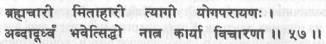 ब्रह्मचारी मिताहारी त्यागी योगपरायणः ।
अब्दादूर्ध्वं भवेत्सिद्धो नात्र कार्या विचारणा ॥ ५७ ॥